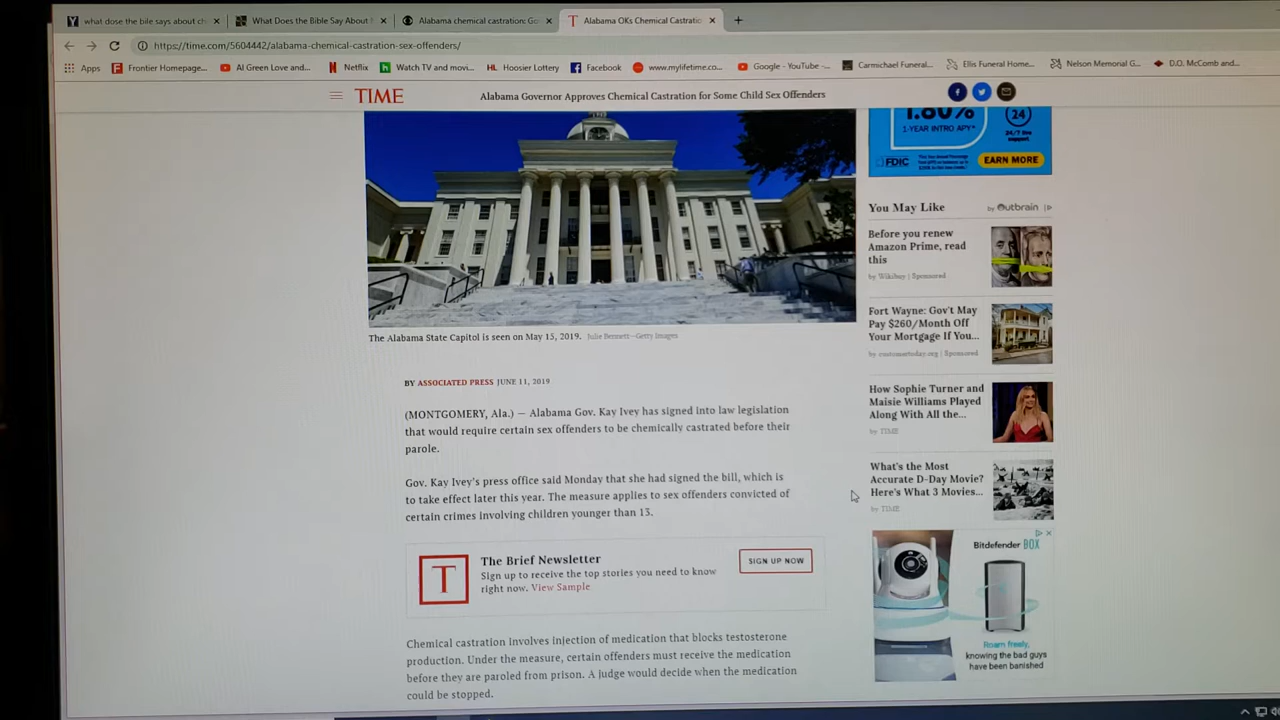 what dose the bile says about ch
What Does the Bible Say About
Alabama chemical castration: Go
Alabama OKs Chemical Castratio
https://time.com/5604442/alabama-chemical-castration-sex-offenders/
Apps
Frontier Homepage...
Al Green Love and...
Netflix
Watch TV and movi...
HL Hoosier Lottery
Facebook
www.mylifetime.co...
Google - YouTube -...
Carmichael Funeral...
Ellis Funeral Home...
Nelson Memorial G...
D.O. McComb and...
TIME
Alabama Governor Approves Chemical Castration for Some Child Sex Offenders
1.80%
1-YEAR INTRO APY*
24
24/7 live
support.
FDIC
EARN MORE
The Alabama State Capitol is seen on May 15, 2019. Julie Bennett—Getty Images
BY ASSOCIATED PRESS JUNE 11, 2019
(MONTGOMERY, Ala.) — Alabama Gov. Kay Ivey has signed into law legislation
that would require certain sex offenders to be chemically castrated before their
parole.
Gov. Kay Ivey's press office said Monday that she had signed the bill, which is
to take effect later this year. The measure applies to sex offenders convicted of
certain crimes involving children younger than 13.
T
The Brief Newsletter
Sign up to receive the top stories you need to know
right now. View Sample
SIGN UP NOW
Chemical castration involves injection of medication that blocks testosterone
production. Under the measure, certain offenders must receive the medication
before they are paroled from prison. A judge would decide when the medication
could be stopped.
You May Like
by Outbrain
Before you renew
Amazon Prime, read
this
by Wikibuy | Sponsored
Fort Wayne: Gov't May
Pay $260/Month Off
Your Mortgage If You...
by | Sponsored
How Sophie Turner and
Maisie Williams Played
Along With All the...
by TIME
What's the Most
Accurate D-Day Movie?
Here's What 3 Movies...
by TIME
Bitdefender BOX
Roam freely,
knowing the bad guys
have been banished